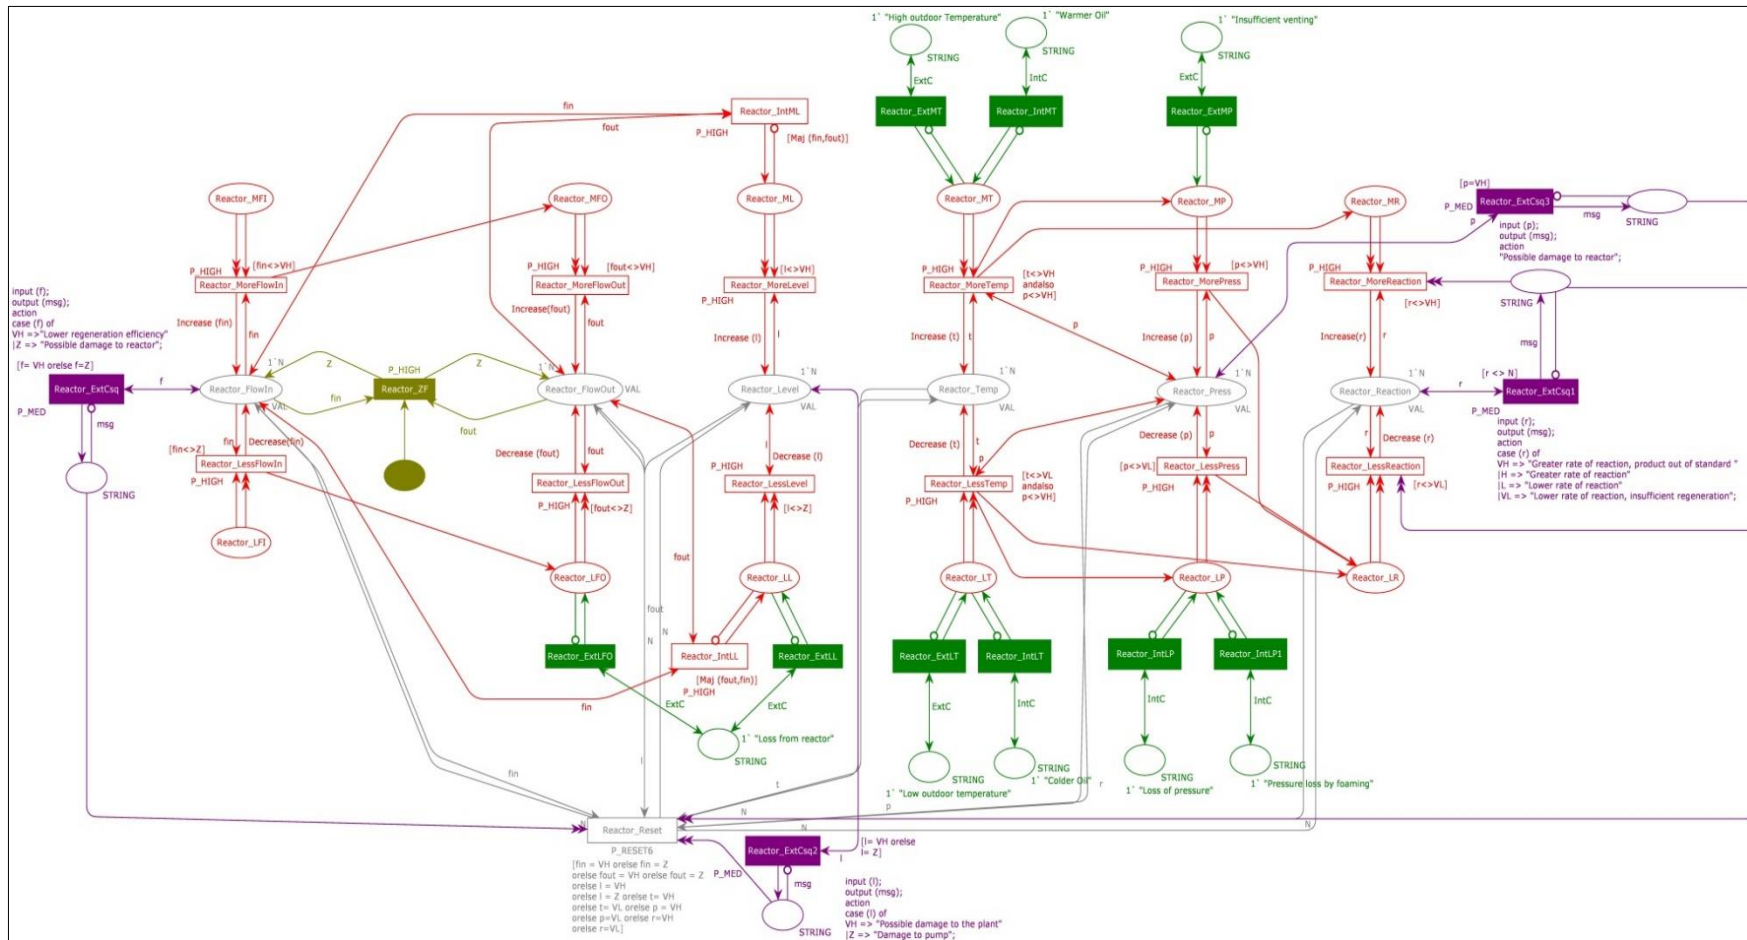 1` "High outdoor Temperature"
STRING
ExtC
Reactor_ExtMT
1` "Warmer Oil"
STRING
IntC
Reactor_IntMT
1` "Insufficient venting"
STRING
ExtC
Reactor_ExtMP
fin
fout
Reactor_IntML
P_HIGH
[Maj (fin,fout)]
Reactor_MFI
Reactor_MFO
Reactor_ML
Reactor_MT
Reactor_MP
Reactor_MR
[p=VH]
Reactor_ExtCsq3
P_MED
p
msg
STRING
input (p);
output (msg);
action
"Possible damage to reactor";
P_HIGH
[fin<>VH]
Reactor_MoreFlowIn
Increase (fin)
fin
P_HIGH
[fout<>VH]
Reactor_MoreFlowOut
Increase(fout)
fout
[l<>VH]
Reactor_MoreLevel
P_HIGH
Increase (l)
l
P_HIGH
Reactor_MoreTemp
[t<>VH
andalso
p<>VH]
Increase (t)
t
p
P_HIGH
[p<>VH]
Reactor_MorePress
Increase (p)
p
P_HIGH
Reactor_MoreReaction
[r<>VH]
Increase(r)
r
STRING
msg
input (f);
output (msg);
action
case (f) of
VH =>"Lower regeneration efficiency"
|Z => "Possible damage to reactor";
[f= VH orelse f=Z]
Reactor_ExtCsq
P_MED
f
msg
STRING
1`N
Reactor_FlowIn
VAL
Z
P_HIGH
Reactor_ZF
Z
fin
fout
1`N
Reactor_FlowOut
VAL
1`N
Reactor_Level
VAL
1`N
Reactor_Temp
VAL
1`N
Reactor_Press
VAL
1`N
Reactor_Reaction
VAL
r
[r <> N]
Reactor_ExtCsq1
P_MED
input (r);
output (msg);
action
case (r) of
VH => "Greater rate of reaction, product out of standard "
|H => "Greater rate of reaction"
|L => "Lower rate of reaction"
|VL => "Lower rate of reaction, insufficient regeneration";
fin
Decrease(fin)
[fin<>Z]
Reactor_LessFlowIn
P_HIGH
Reactor_LFI
fout
Decrease (fout)
Reactor_LessFlowOut
P_HIGH
[fout<>Z]
Reactor_LFO
l
Decrease (l)
P_HIGH
Reactor_LessLevel
[l<>Z]
Reactor_LL
Decrease (t)
t
p
Reactor_LessTemp
P_HIGH
[t<>VL
andalso
p<>VH]
Reactor_LT
Decrease (p)
p
[p<>VL]
Reactor_LessPress
P_HIGH
Reactor_LP
r
Decrease (r)
Reactor_LessReaction
P_HIGH
[r<>VL]
Reactor_LR
fout
fout
N
N
Reactor_ExtLFO
Reactor_IntLL
[Maj (fout,fin)]
P_HIGH
fin
Reactor_ExtLL
ExtC
ExtC
1` "Loss from reactor"
STRING
Reactor_ExtLT
ExtC
STRING
1` "Low outdoor temperature"
Reactor_IntLT
IntC
STRING
1` "Colder Oil"
Reactor_IntLP
IntC
STRING
1` "Loss of pressure"
Reactor_IntLP1
IntC
STRING
1` "Pressure loss by foaming"
fin
l
t
p
r
N
N
N
N
Reactor_Reset
P_RESET6
[fin = VH orelse fin = Z
orelse fout = VH orelse fout = Z
orelse l = VH
orelse l = Z orelse t= VH
orelse t= VL orelse p = VH
orelse p=VL orelse r=VH
orelse r=VL]
Reactor_ExtCsq2
l
[l= VH orelse
l= Z]
P_MED
msg
STRING
input (l);
output (msg);
action
case (l) of
VH => "Possible damage to the plant"
|Z => "Damage to pump";